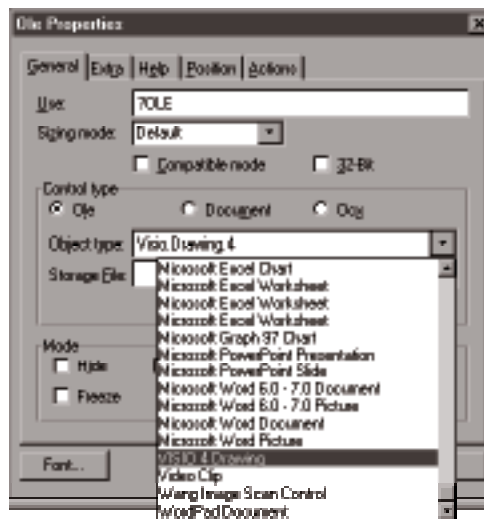 Ole Properties
General Extra Help Position Actions
Use: ?OLE
Sizing mode: Default
Compatible mode 32-Bit
Control type
Ole Document Ocx
Object type: Visio.Drawing.4
Storage File:
Microsoft Excel Chart
Microsoft Excel Worksheet
Microsoft Excel Worksheet
Microsoft Excel Worksheet
Microsoft Graph 97 Chart
Microsoft PowerPoint Presentation
Microsoft PowerPoint Slide
Microsoft Word 6.0 - 7.0 Document
Microsoft Word 6.0 - 7.0 Picture
Microsoft Word Document
Microsoft Word Picture
VISIO 4 Drawing
Video Clip
Wang Image Scan Control
WordPad Document
Mode
Hide
Freeze
Font...